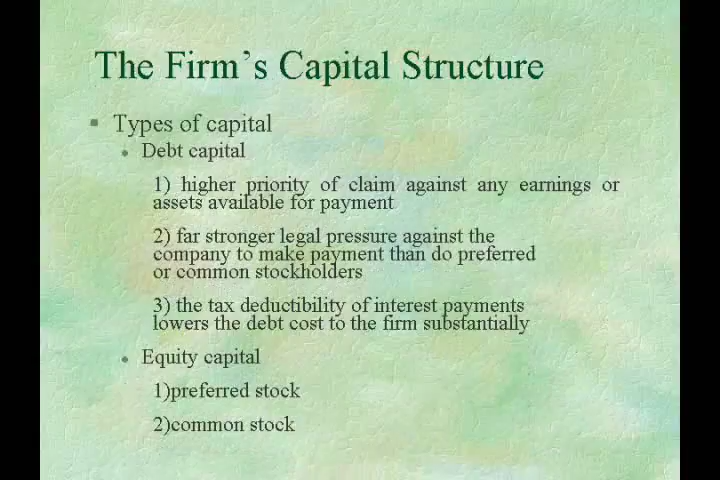 The Firm's Capital Structure
Types of capital
Debt capital
1) higher priority of claim against any earnings or
assets available for payment
2) far stronger legal pressure against the
company to make payment than do preferred
or common stockholders
3) the tax deductibility of interest payments
lowers the debt cost to the firm substantially
Equity capital
1)preferred stock
2)common stock